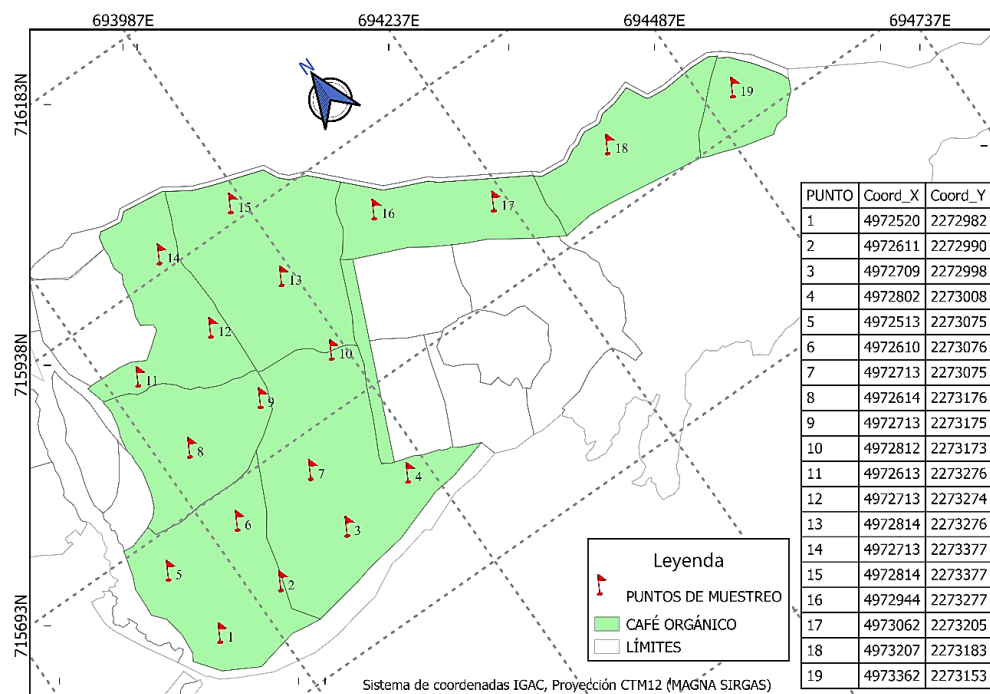 693987E 694237E 694487E 694737E
716183N
715938N
715693N
N
19
18
17
16
15
14
13
12
11
10
9
8
7
4
6
3
5
2
1
PUNTO Coord_X Coord_Y
1 4972520 2272982
2 4972611 2272990
3 4972709 2272998
4 4972802 2273008
5 4972513 2273075
6 4972610 2273076
7 4972713 2273075
8 4972614 2273176
9 4972713 2273175
10 4972812 2273173
11 4972613 2273276
12 4972713 2273274
13 4972814 2273276
14 4972713 2273377
15 4972814 2273377
16 4972944 2273277
17 4973067 2273205
18 4973207 2273183
19 4973362 2273153
Leyenda
PUNTOS DE MUESTREO
CAFÉ ORGÁNICO
LÍMITES
Sistema de coordenadas IGAC, Proyección CTM12 (MAGNA SIRGAS)